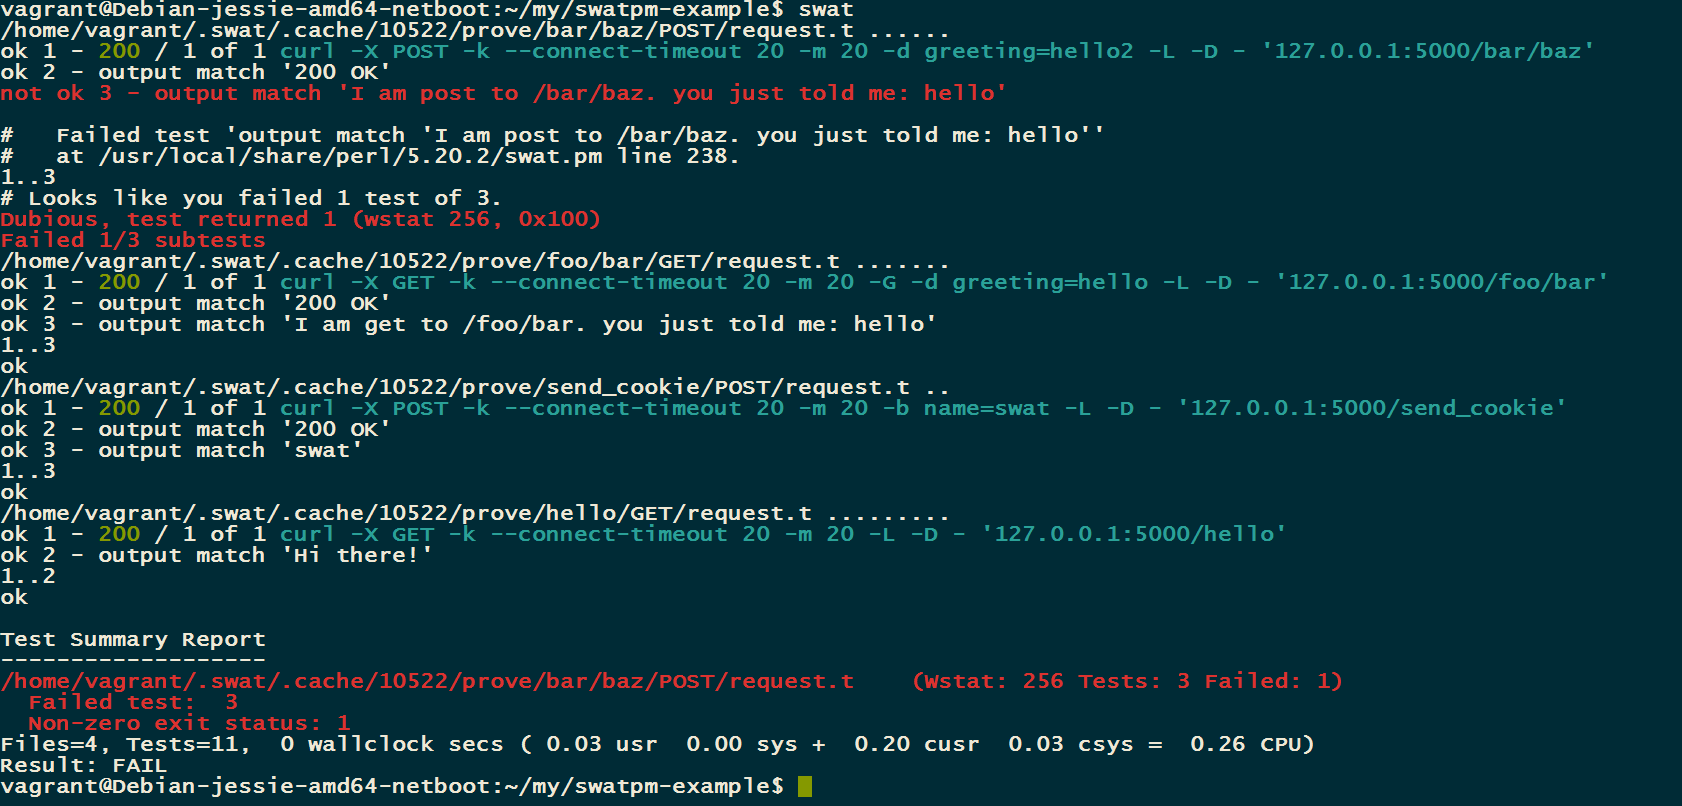 vagrant@Debian-jessie-amd64-netboot:~/my/swatpm-example$ swat
/home/vagrant/.swat/.cache/10522/prove/bar/baz/POST/request.t ......
ok 1 - 200 / 1 of 1 curl -X POST -k --connect-timeout 20 -m 20 -d greeting=hello2 -L -D - '127.0.0.1:5000/bar/baz'
ok 2 - output match '200 OK'
not ok 3 - output match 'I am post to /bar/baz. you just told me: hello'

#   Failed test 'output match 'I am post to /bar/baz. you just told me: hello''
#   at /usr/local/share/perl/5.20.2/swat.pm line 238.
1..3
# Looks like you failed 1 test of 3.
Dubious, test returned 1 (wstat 256, 0x100)
Failed 1/3 subtests
/home/vagrant/.swat/.cache/10522/prove/foo/bar/GET/request.t .......
ok 1 - 200 / 1 of 1 curl -X GET -k --connect-timeout 20 -m 20 -G -d greeting=hello -L -D - '127.0.0.1:5000/foo/bar'
ok 2 - output match '200 OK'
ok 3 - output match 'I am get to /foo/bar. you just told me: hello'
1..3
ok
/home/vagrant/.swat/.cache/10522/prove/send_cookie/POST/request.t ..
ok 1 - 200 / 1 of 1 curl -X POST -k --connect-timeout 20 -m 20 -b name=swat -L -D - '127.0.0.1:5000/send_cookie'
ok 2 - output match '200 OK'
ok 3 - output match 'swat'
1..3
ok
/home/vagrant/.swat/.cache/10522/prove/hello/GET/request.t .........
ok 1 - 200 / 1 of 1 curl -X GET -k --connect-timeout 20 -m 20 -L -D - '127.0.0.1:5000/hello'
ok 2 - output match 'Hi there!'
1..2
ok

Test Summary Report
-------------------
/home/vagrant/.swat/.cache/10522/prove/bar/baz/POST/request.t    (Wstat: 256 Tests: 3 Failed: 1)
  Failed test:  3
  Non-zero exit status: 1
Files=4, Tests=11,  0 wallclock secs ( 0.03 usr  0.00 sys +  0.20 cusr  0.03 csys =  0.26 CPU)
Result: FAIL
vagrant@Debian-jessie-amd64-netboot:~/my/swatpm-example$